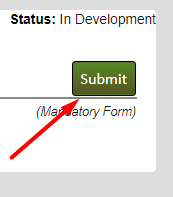 Status: In Development
Submit
(Mandatory Form)